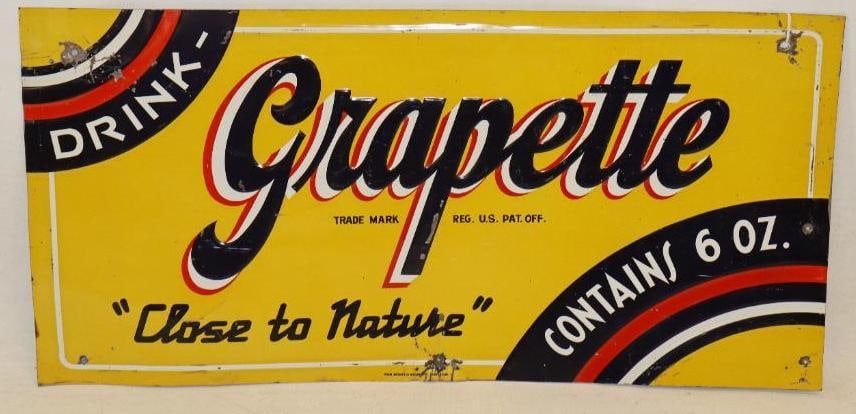 DRINK-
Grapette
TRADE MARK REG. U.S. PAT. OFF.
CONTAINS 6 OZ.
"Close to Nature"